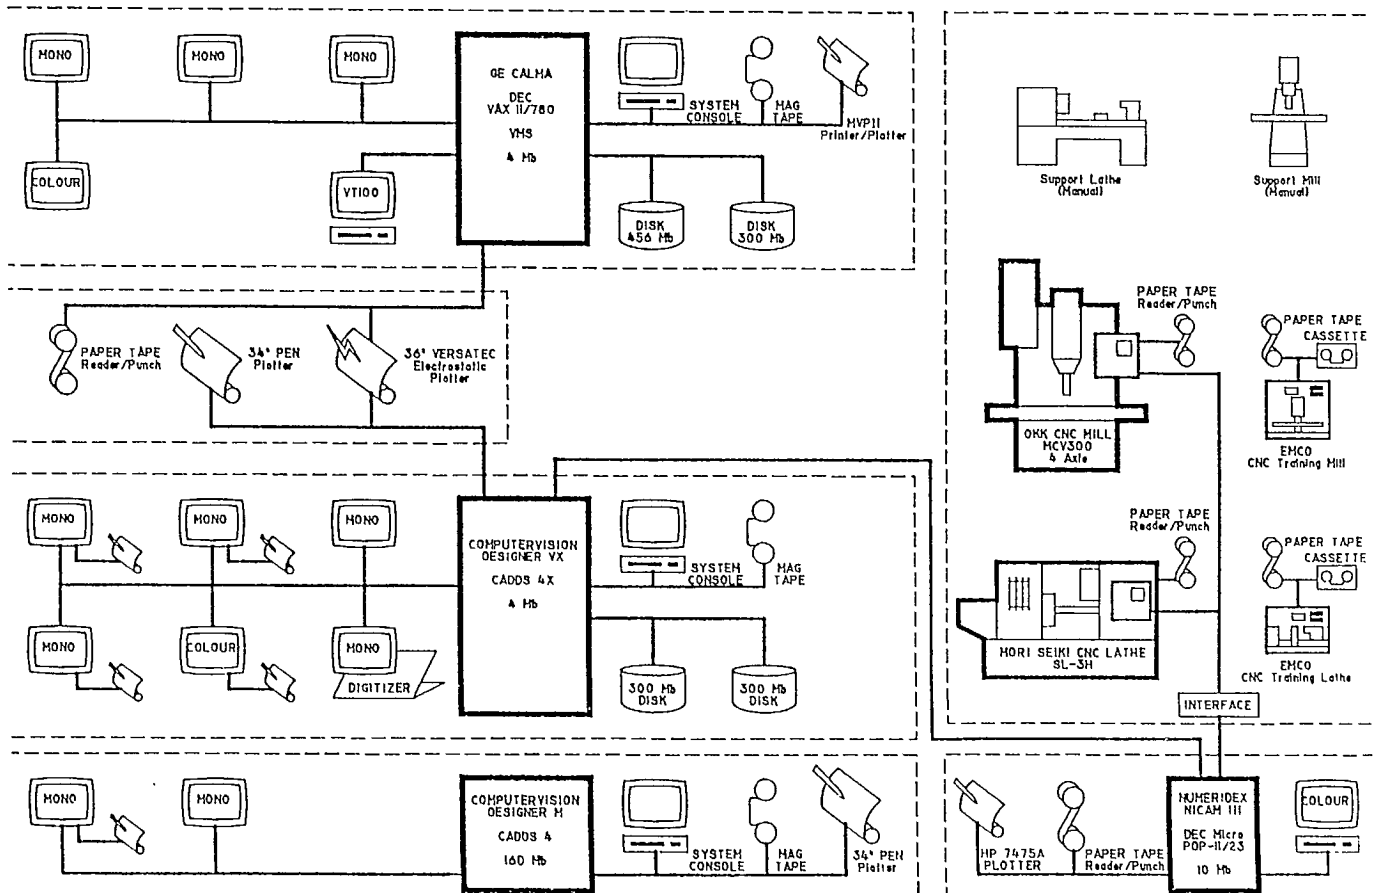 MONO
MONO
MONO
COLOUR
VT100
GE CALMA
DEC
VAX 11/780
VMS
4 Mb
SYSTEM
CONSOLE
MAG
TAPE
MVP11
Printer/Plotter
DISK
456 Mb
DISK
300 Mb
PAPER TAPE
Reader/Punch
34" PEN
Plotter
36" VERSATEC
Electrostatic
Plotter
MONO
MONO
MONO
MONO
COLOUR
MONO
DIGITIZER
COMPUTERVISION
DESIGNER VX
CADDS 4X
4 Mb
SYSTEM
CONSOLE
MAG
TAPE
300 Mb
DISK
300 Mb
DISK
MONO
MONO
COMPUTERVISION
DESIGNER M
CADDS 4
160 Mb
SYSTEM
CONSOLE
MAG
TAPE
34" PEN
Plotter
Support Lathe
(Manual)
Support Mill
(Manual)
PAPER TAPE
Reader/Punch
OKK CNC MILL
MCV300
4 Axle
PAPER TAPE
CASSETTE
EMCO
CNC Training Mill
PAPER TAPE
Reader/Punch
MORI SEIKI CNC LATHE
SL-3H
PAPER TAPE
CASSETTE
EMCO
CNC Training Lathe
INTERFACE
HP 7475A
PLOTTER
PAPER TAPE
Reader/Punch
NUMERIDEX
NICAM III
DEC Micro
PDP-11/23
10 Mb
COLOUR